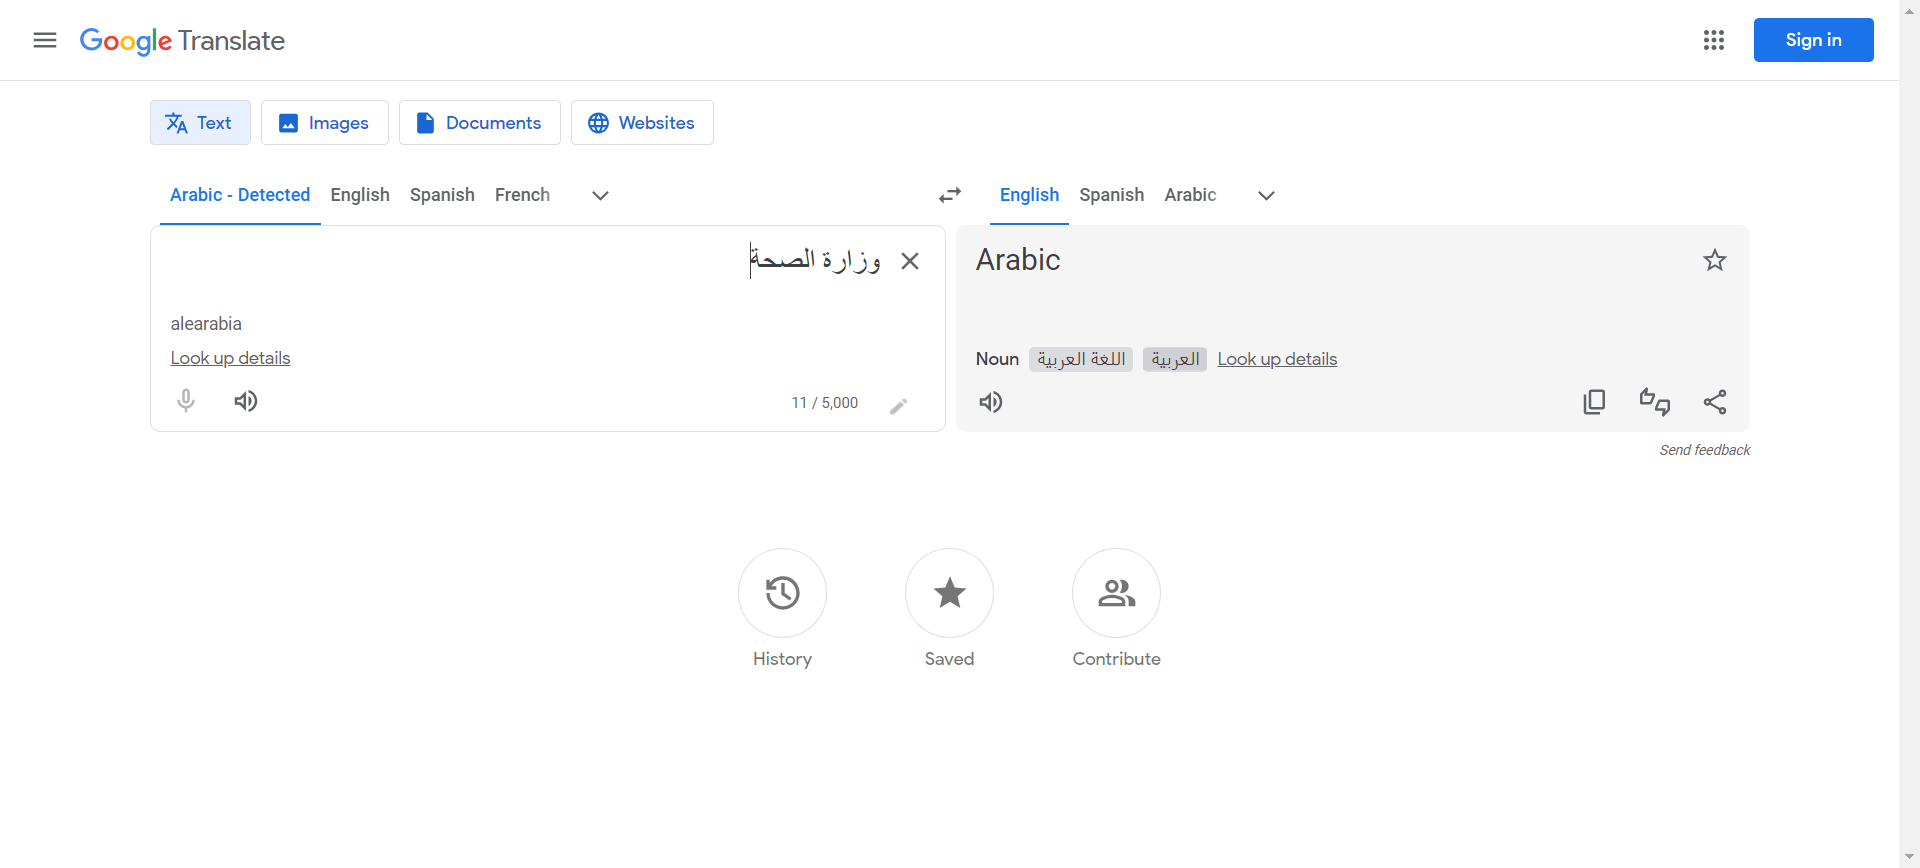 Google Translate
Sign in
Text
Images
Documents
Websites
Arabic - Detected
English
Spanish
French
English
Spanish
Arabic
وزارة الصحة
alearabia
Look up details
11 / 5,000
Arabic
Noun اللغة العربية العربية Look up details
Send feedback
History
Saved
Contribute